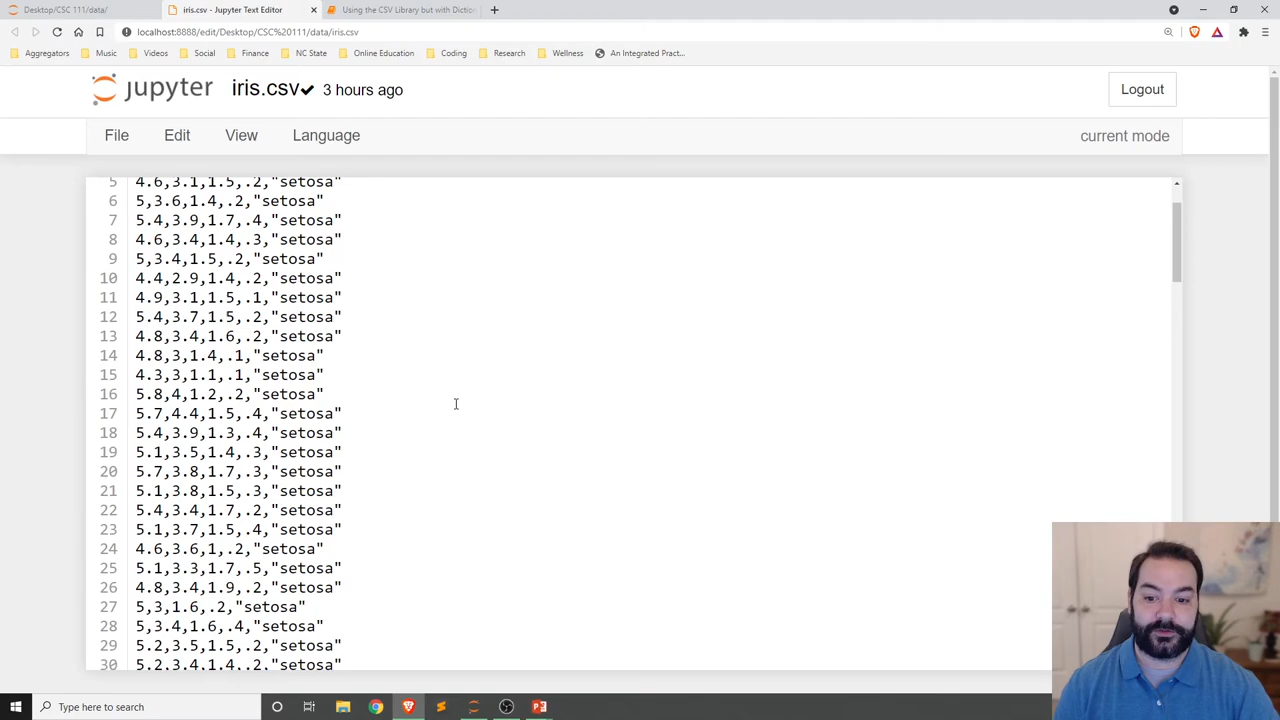 Desktop/CSC 111/data/
iris.csv - Jupyter Text Editor
Using the CSV Library but with Diction
localhost:8888/edit/Desktop/CSC%20111/data/iris.csv
Aggregators
Music
Videos
Social
Finance
NC State
Online Education
Coding
Research
Wellness
An Integrated Pract...
jupyter
iris.csv
3 hours ago
Logout
File
Edit
View
Language
current mode
5 4.6,3.1,1.5,.2,"setosa"
6 5,3.6,1.4,.2,"setosa"
7 5.4,3.9,1.7,.4,"setosa"
8 4.6,3.4,1.4,.3,"setosa"
9 5,3.4,1.5,.2,"setosa"
10 4.4,2.9,1.4,.2,"setosa"
11 4.9,3.1,1.5,.1,"setosa"
12 5.4,3.7,1.5,.2,"setosa"
13 4.8,3.4,1.6,.2,"setosa"
14 4.8,3,1.4,.1,"setosa"
15 4.3,3,1.1,.1,"setosa"
16 5.8,4,1.2,.2,"setosa"
17 5.7,4.4,1.5,.4,"setosa"
18 5.4,3.9,1.3,.4,"setosa"
19 5.1,3.5,1.4,.3,"setosa"
20 5.7,3.8,1.7,.3,"setosa"
21 5.1,3.8,1.5,.3,"setosa"
22 5.4,3.4,1.7,.2,"setosa"
23 5.1,3.7,1.5,.4,"setosa"
24 4.6,3.6,1,.2,"setosa"
25 5.1,3.3,1.7,.5,"setosa"
26 4.8,3.4,1.9,.2,"setosa"
27 5,3,1.6,.2,"setosa"
28 5,3.4,1.6,.4,"setosa"
29 5.2,3.5,1.5,.2,"setosa"
30 5.2,3.4,1.4,.2,"setosa"
Type here to search